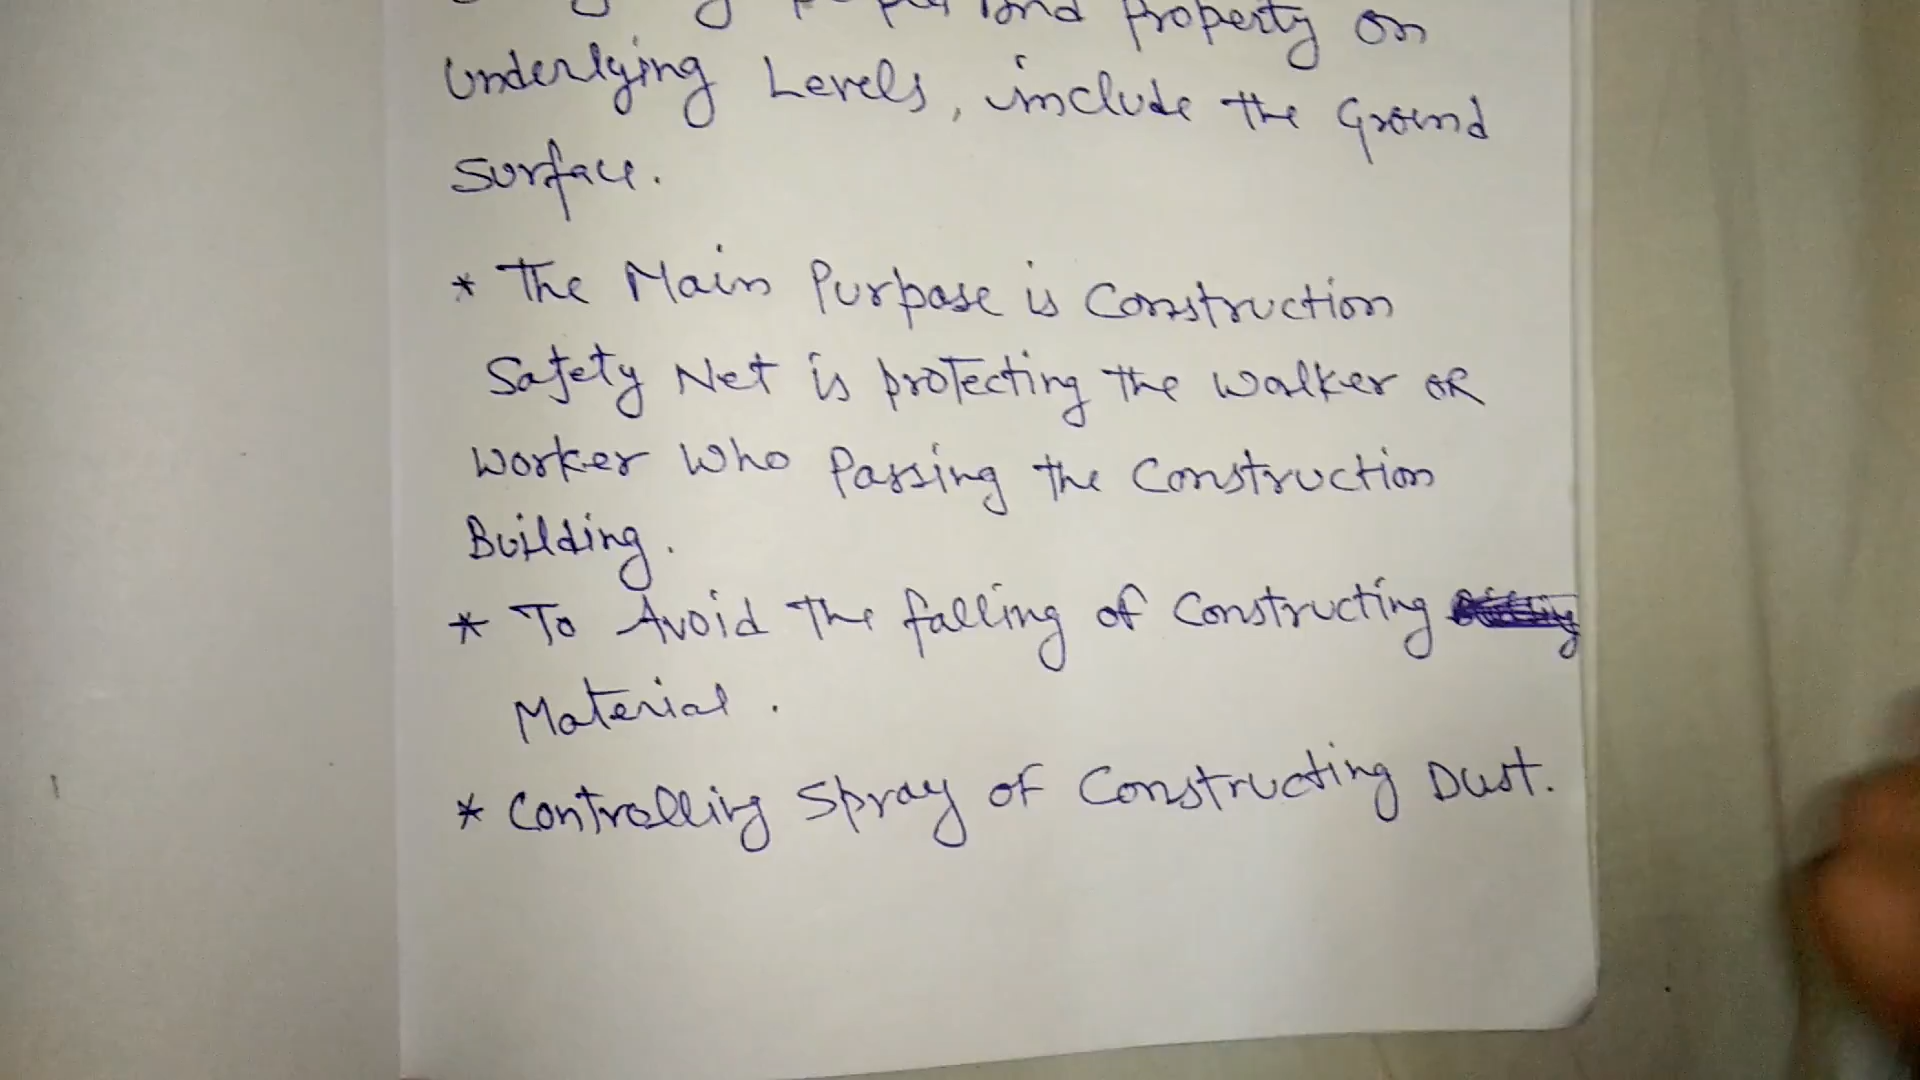 and property on
Underlying Levels, include the Ground
Surface.
* The Main Purpose is Construction
Safety Net is protecting the walker OR
worker who Passing the Construction
Building.
* To Avoid The falling of Constructing
Material.
* Controlling Spray of Constructing Dust.